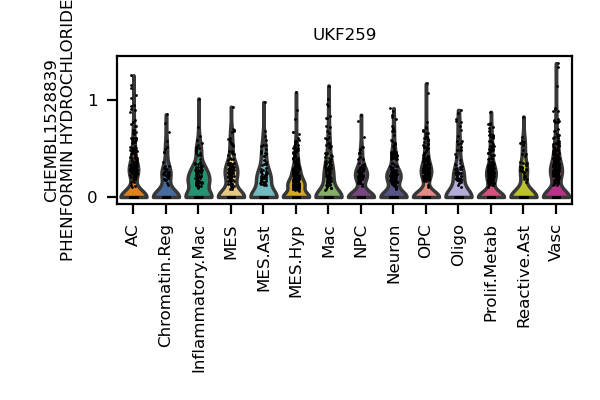 UKF259
CHEMBL1528839
PHENFORMIN HYDROCHLORIDE
1
0
AC
Chromatin.Reg
Inflammatory.Mac
MES
MES.Ast
MES.Hyp
Mac
NPC
Neuron
OPC
Oligo
Prolif.Metab
Reactive.Ast
Vasc